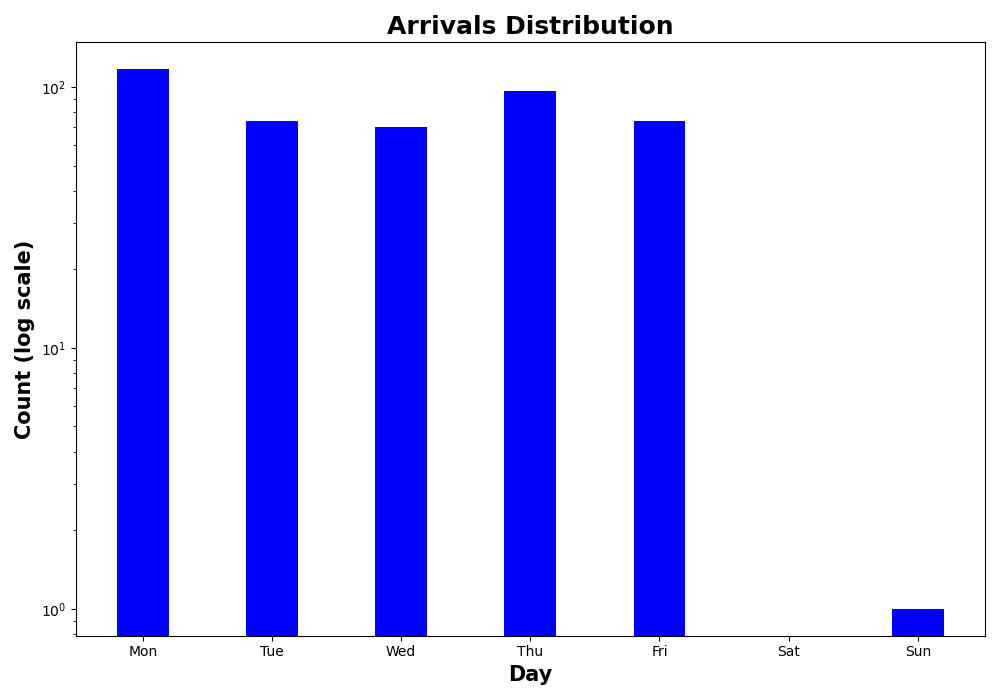 Arrivals Distribution
Count (log scale)
10²
10¹
10⁰
Mon Tue Wed Thu Fri Sat Sun
Day